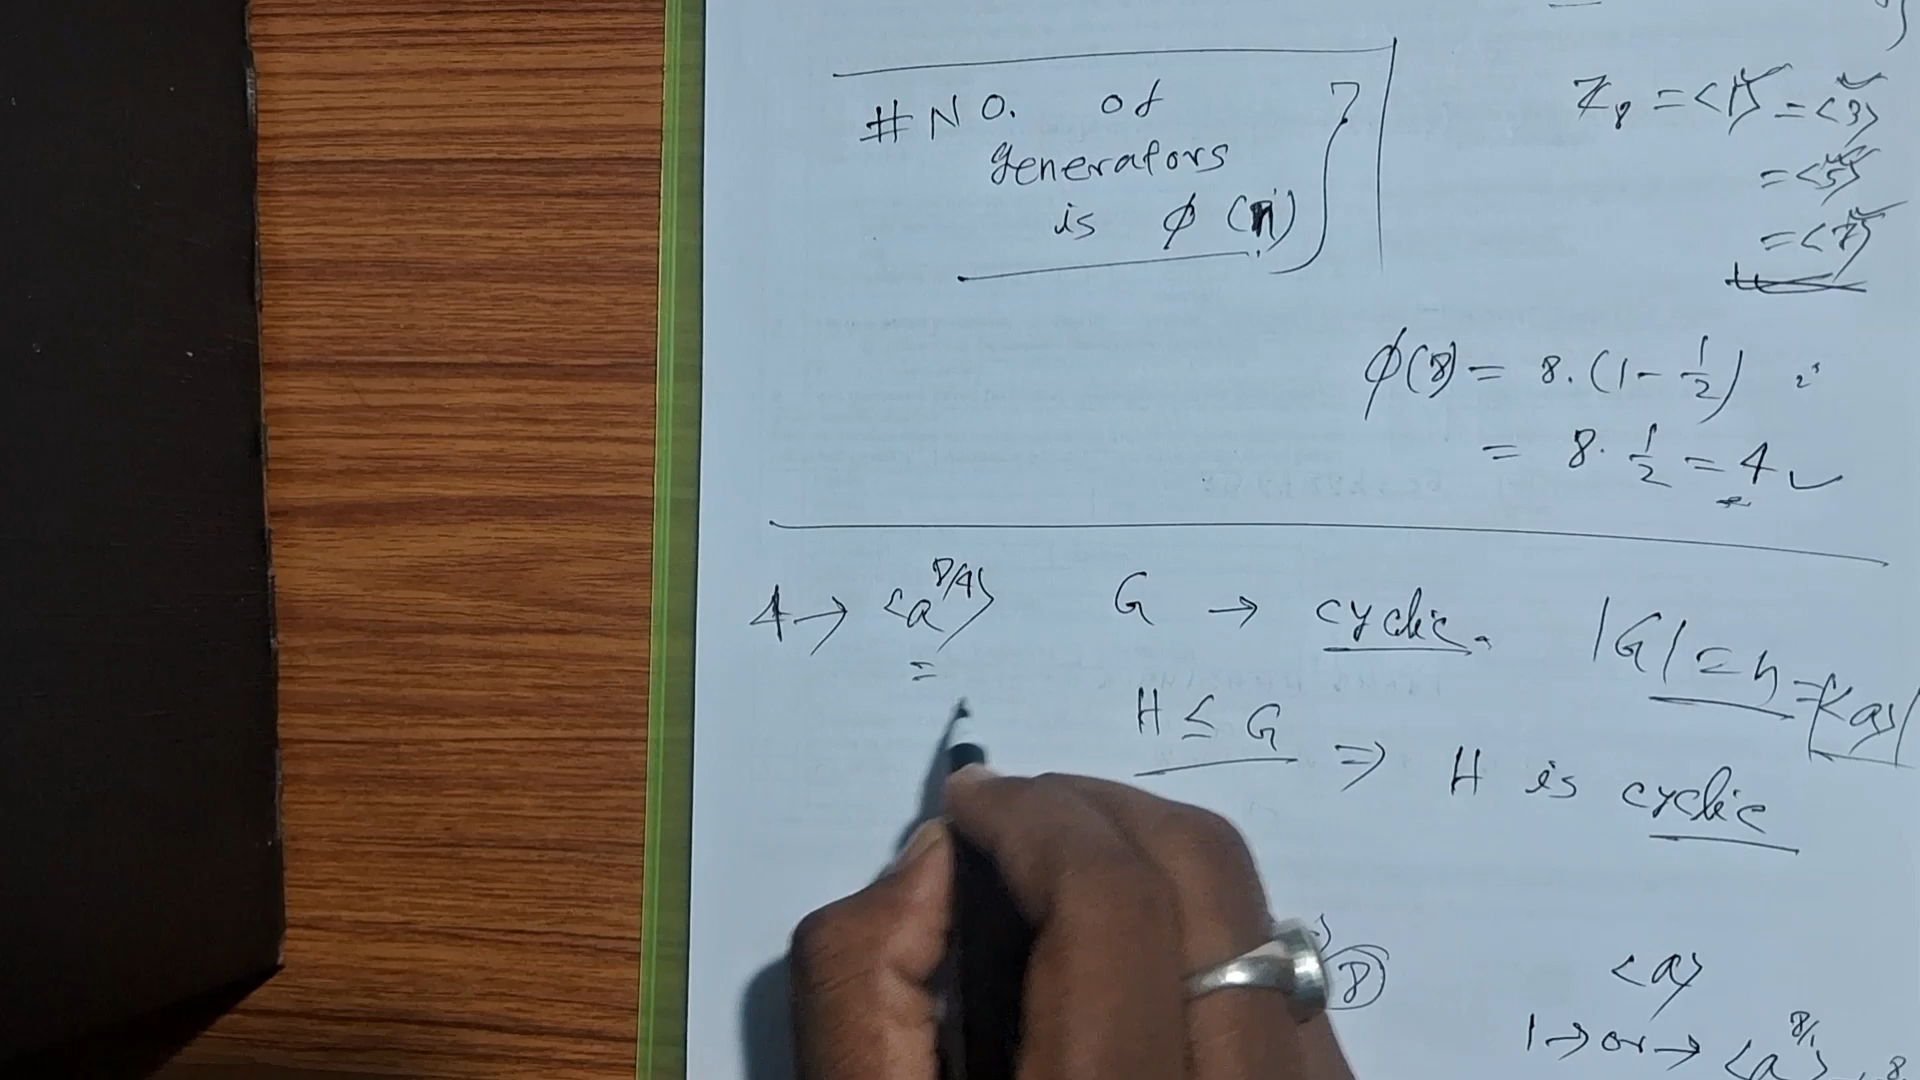 # NO. of
generators
is φ (n)
Z₈ = <1> = <3>
= <5>
= <7>
φ(8) = 8. (1 - 1/2)
= 8. 1/2 = 4 ✓
4 → <a^{8/4}>
=
G → cyclic.
|G| = n = |<a>|
H ≤ G ⇒ H is cyclic
8
<a>
1 → or → <a^{8/1}>